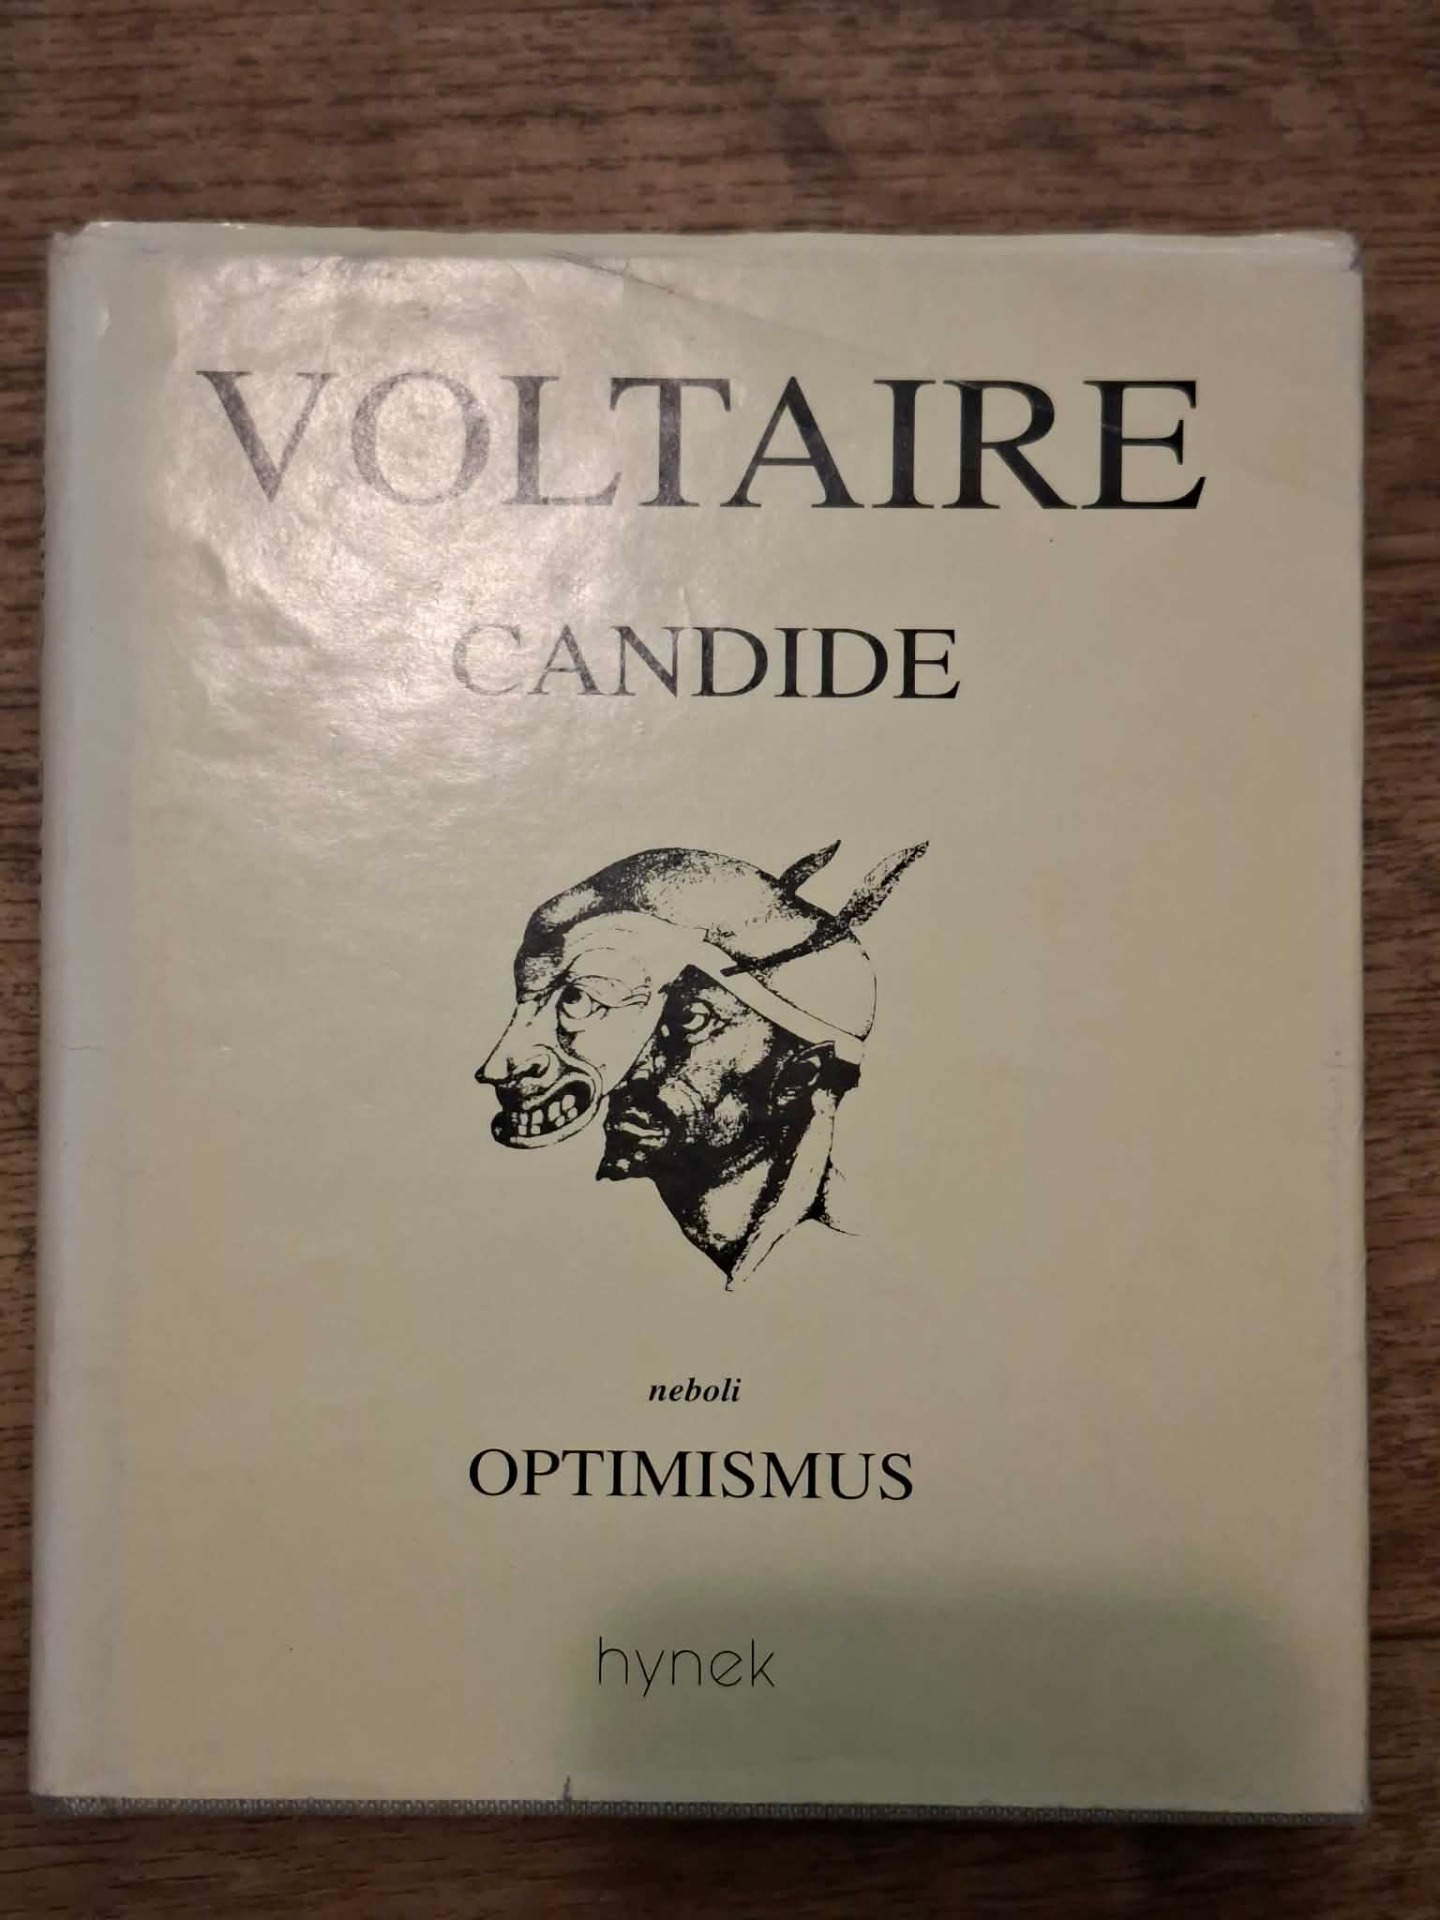 VOLTAIRE
CANDIDE
neboli
OPTIMISMUS
hynek